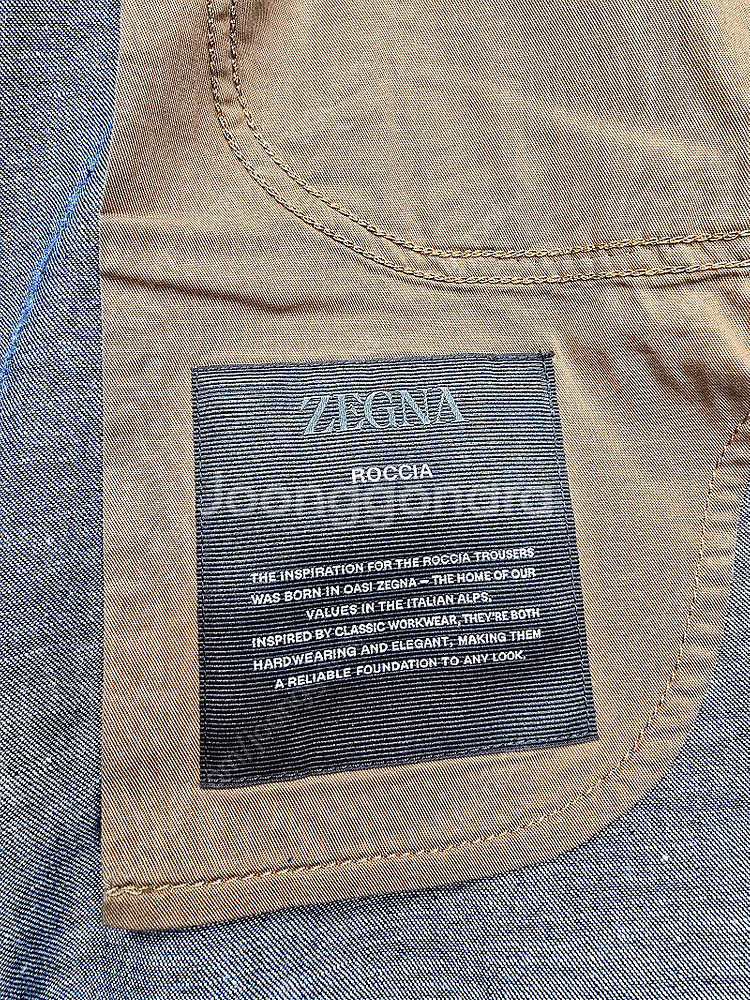 ZEGNA
ROCCIA
Joonggonara
THE INSPIRATION FOR THE ROCCIA TROUSERS
WAS BORN IN OASI ZEGNA — THE HOME OF OUR
VALUES IN THE ITALIAN ALPS.
INSPIRED BY CLASSIC WORKWEAR, THEY'RE BOTH
HARDWEARING AND ELEGANT, MAKING THEM
A RELIABLE FOUNDATION TO ANY LOOK.